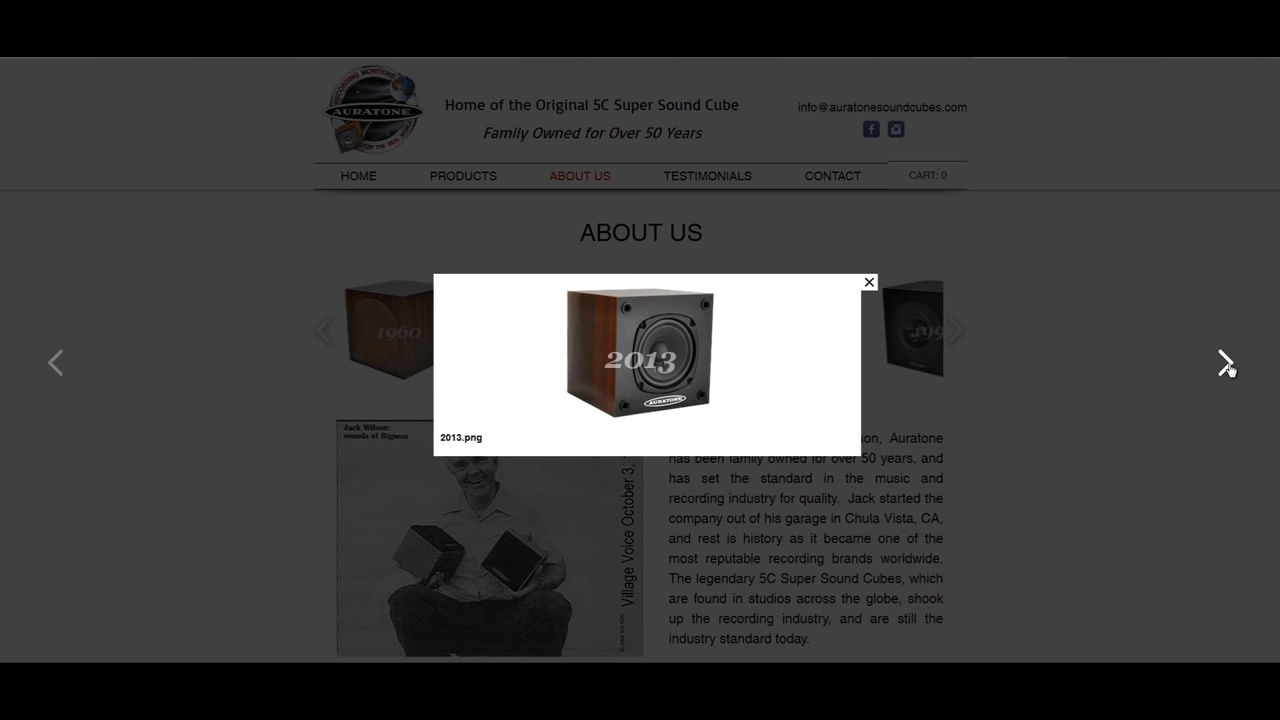 RECORDING MONITORS
AURATONE
FOR THE REAL
Home of the Original 5C Super Sound Cube
Family Owned for Over 50 Years
info@auratonesoundcubes.com
HOME
PRODUCTS
ABOUT US
TESTIMONIALS
CONTACT
CART: 0
ABOUT US
1960
2013
AURATONE
2013.png
199
Jack Wilson:
sounds of Bigness
Village Voice October 3,
son, Auratone
has been family owned for over 50 years, and
has set the standard in the music and
recording industry for quality. Jack started the
company out of his garage in Chula Vista, CA,
and rest is history as it became one of the
most reputable recording brands worldwide.
The legendary 5C Super Sound Cubes, which
are found in studios across the globe, shook
up the recording industry, and are still the
industry standard today.